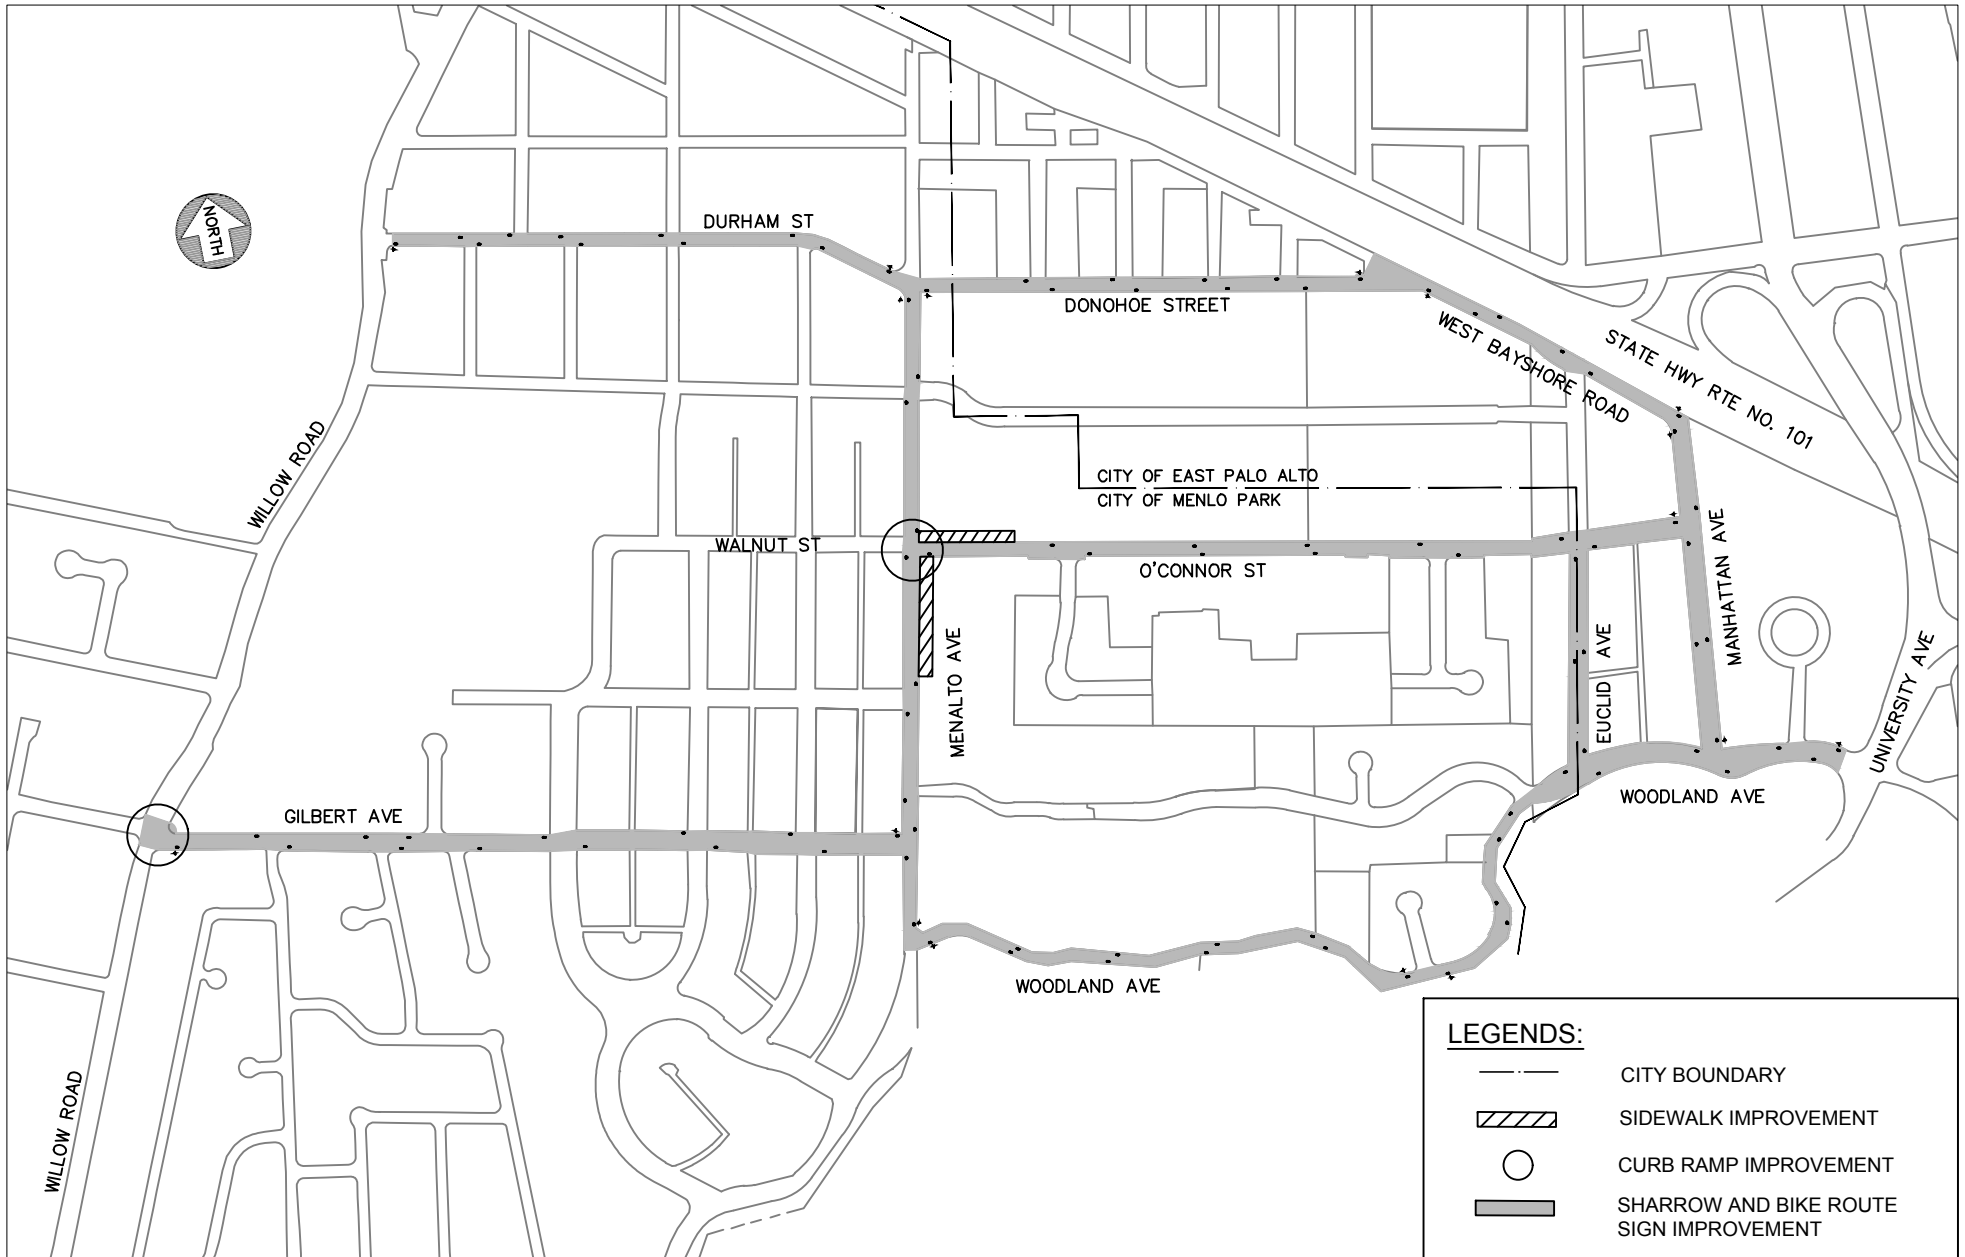 NORTH
DURHAM ST
DONOHOE STREET
WEST BAYSHORE ROAD
STATE HWY RTE NO. 101
WILLOW ROAD
CITY OF EAST PALO ALTO
CITY OF MENLO PARK
WALNUT ST
O'CONNOR ST
MANHATTAN AVE
MENALTO AVE
EUCLID AVE
UNIVERSITY AVE
WOODLAND AVE
GILBERT AVE
WOODLAND AVE
WILLOW ROAD
LEGENDS:
CITY BOUNDARY
SIDEWALK IMPROVEMENT
CURB RAMP IMPROVEMENT
SHARROW AND BIKE ROUTE
SIGN IMPROVEMENT